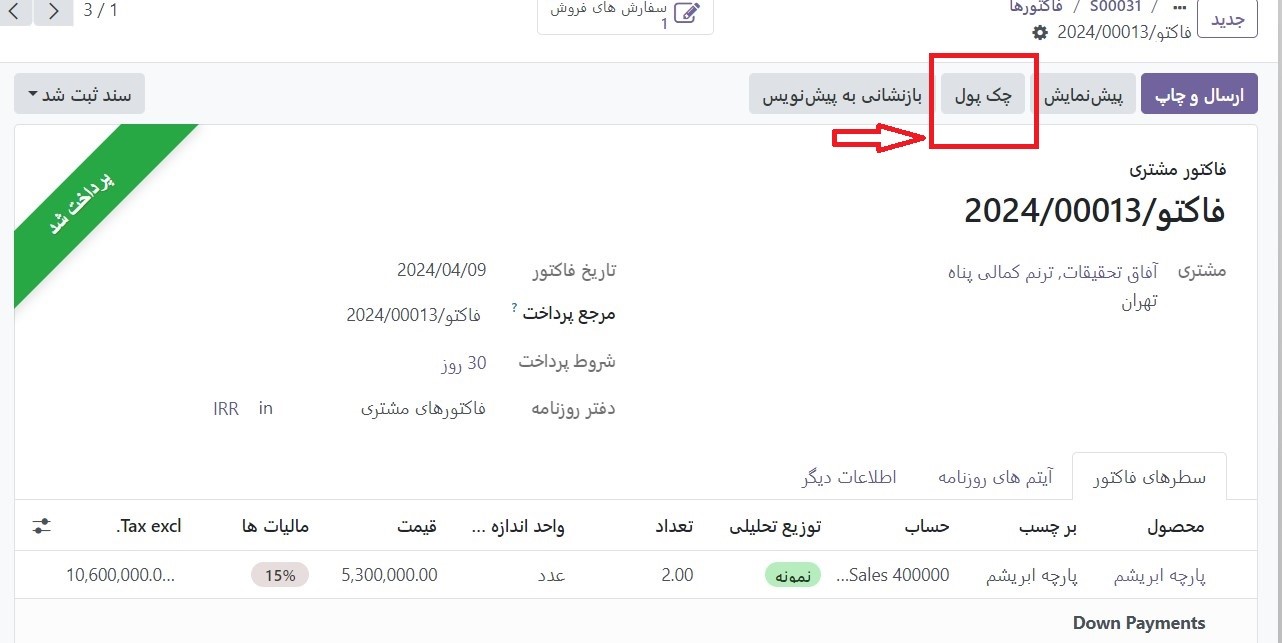 جدید
... / S00031 / فاکتورها
فاکتو/2024/00013
سفارش های فروش
1
3 / 1
ارسال و چاپ
پیش‌نمایش
چک پول
بازنشانی به پیش‌نویس
سند ثبت شد
پرداخت شد
فاکتور مشتری
فاکتو/2024/00013
مشتری آفاق تحقیقات, ترنم کمالی پناه
تهران
تاریخ فاکتور 2024/04/09
مرجع پرداخت ? فاکتو/2024/00013
شروط پرداخت 30 روز
دفتر روزنامه فاکتورهای مشتری in IRR
سطرهای فاکتور آیتم های روزنامه اطلاعات دیگر
محصول بر چسب حساب توزیع تحلیلی تعداد واحد اندازه ... قیمت مالیات ها Tax excl.
پارچه ابریشم پارچه ابریشم 400000 Sales... نمونه 2.00 عدد 5,300,000.00 15% 10,600,000.0...
Down Payments